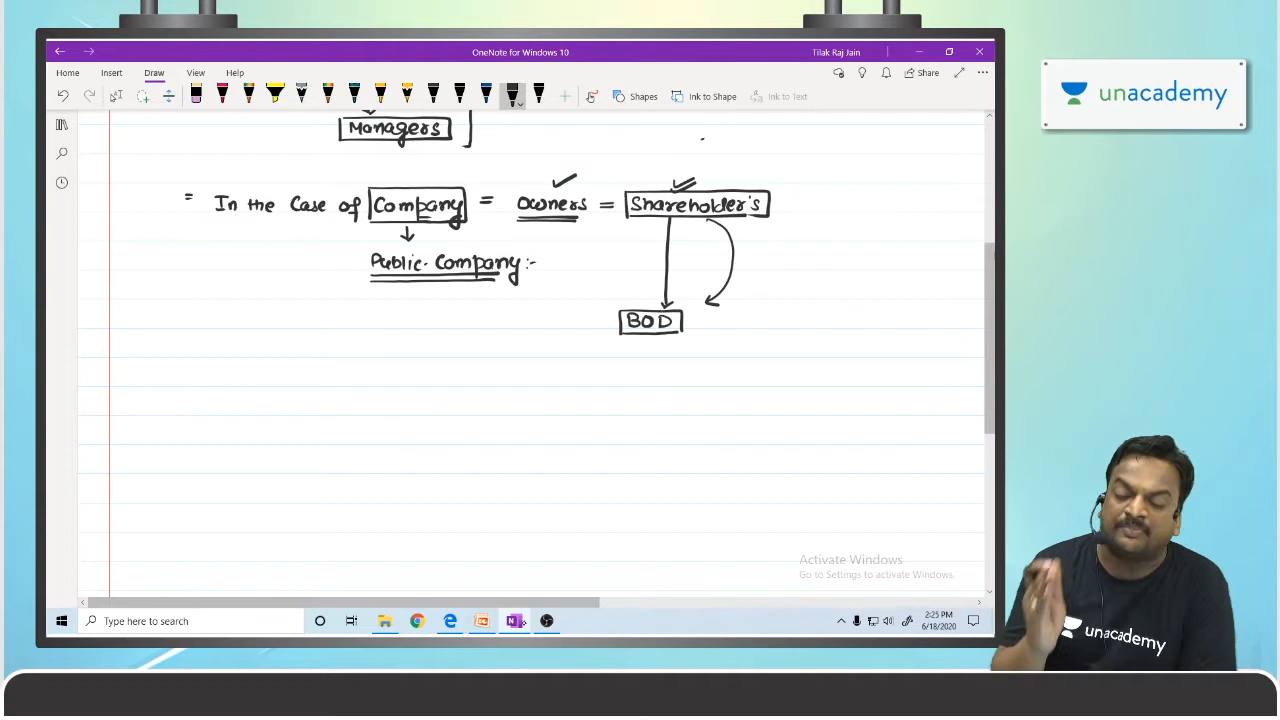 OneNote for Windows 10
Tilak Raj Jain
Home Insert Draw View Help
Share
Shapes Ink to Shape Ink to Text
unacademy
Managers
= In the Case of Company = Owners = Shareholder's
Public Company :-
BOD
Activate Windows
Go to Settings to activate Windows.
Type here to search
2:25 PM
6/18/2020
unacademy